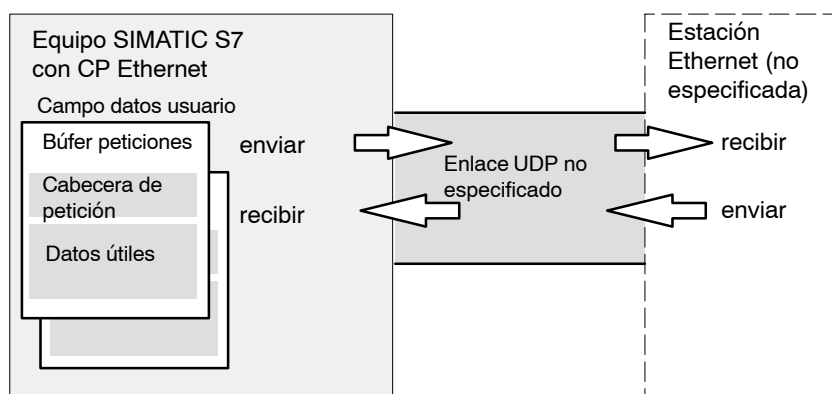 Equipo SIMATIC S7
con CP Ethernet
Campo datos usuario
Búfer peticiones
Cabecera de
petición
Datos útiles
enviar
recibir
Enlace UDP no
especificado
Estación
Ethernet (no
especificada)
recibir
enviar